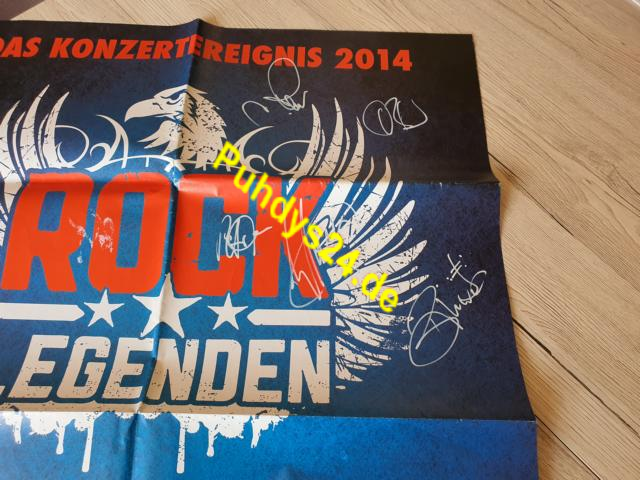 DAS KONZERTEREIGNIS 2014
ROCK
LEGENDEN
Puhdys24.de